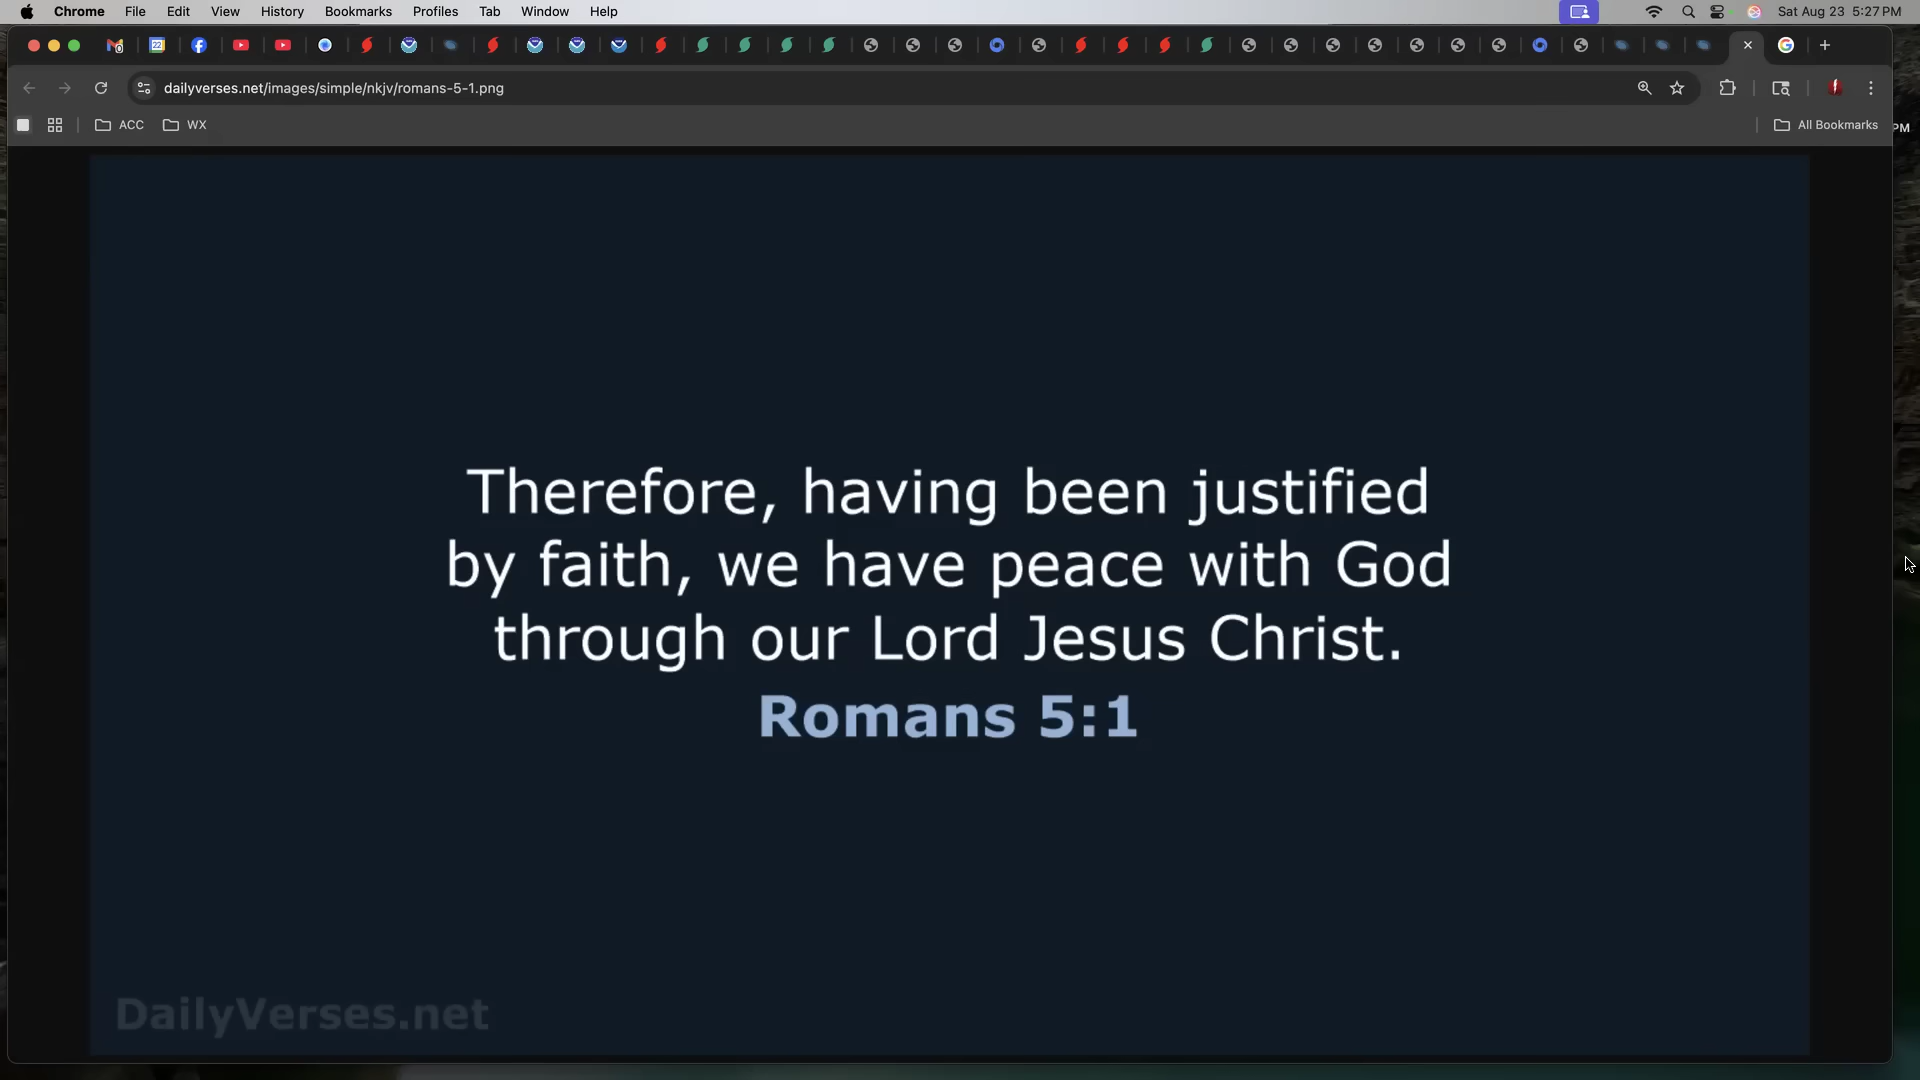 Chrome File Edit View History Bookmarks Profiles Tab Window Help Sat Aug 23 5:27 PM
dailyverses.net/images/simple/nkjv/romans-5-1.png
ACC WX All Bookmarks PM
Therefore, having been justified
by faith, we have peace with God
through our Lord Jesus Christ.
Romans 5:1
DailyVerses.net